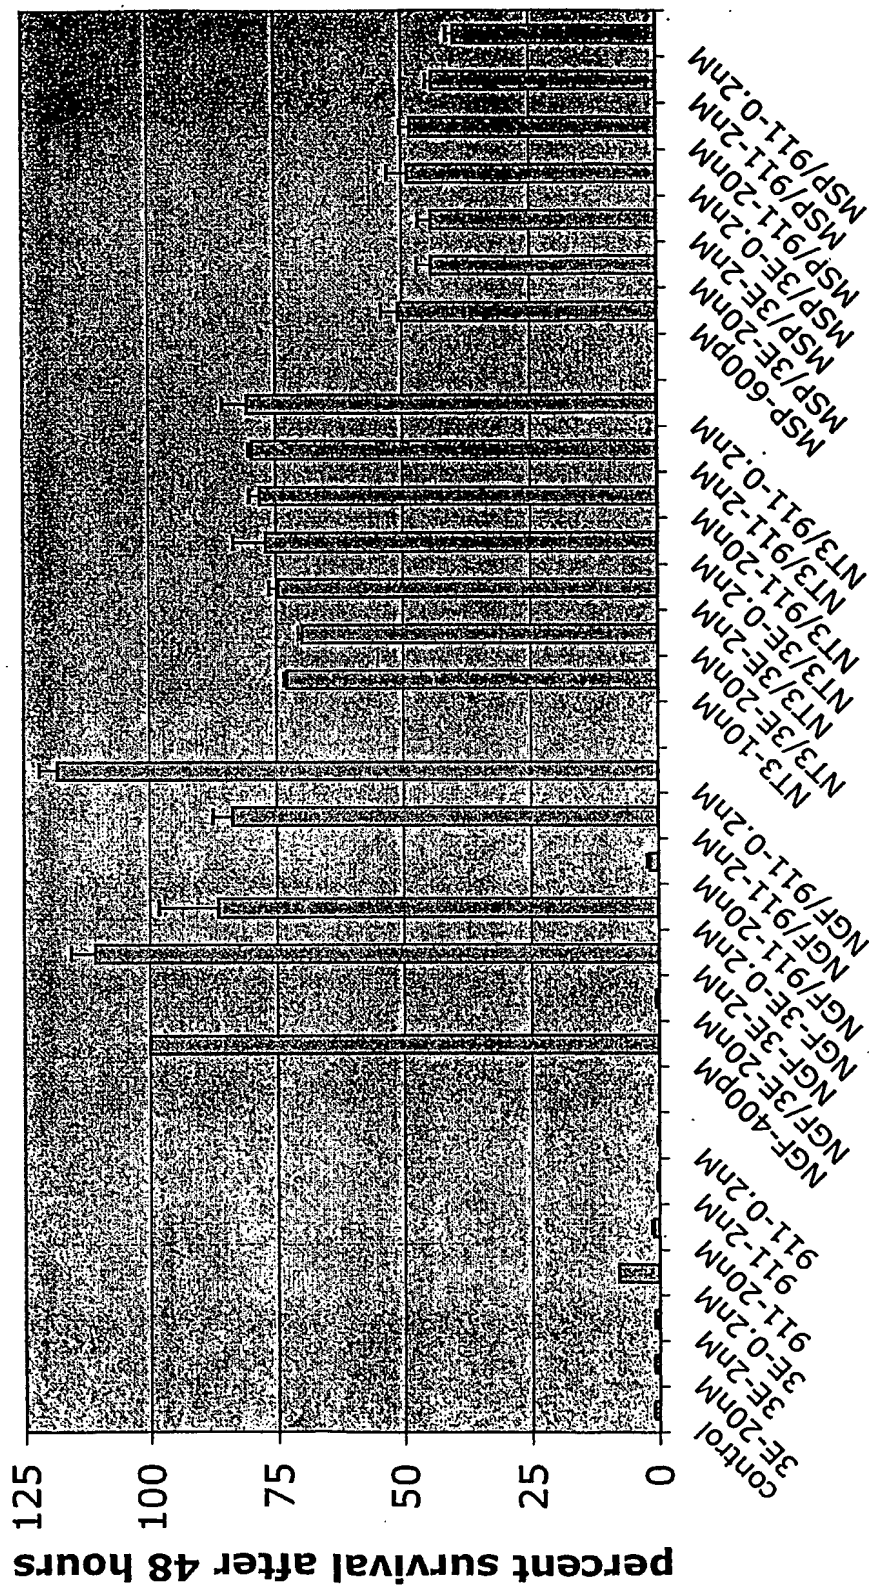 percent survival after 48 hours
125
100
75
50
25
0
control
3E-20nM
3E-2nM
3E-0.2nM
911-20nM
911-2nM
911-0.2nM
NGF-400pM
NGF/3E-20nM
NGF-3E-2nM
NGF-3E-0.2nM
NGF/911-20nM
NGF/911-2nM
NGF/911-0.2nM
NT3-10nM
NT3/3E-20nM
NT3/3E-2nM
NT3/3E-0.2nM
NT3/911-20nM
NT3/911-2nM
NT3/911-0.2nM
MSP-600pM
MSP/3E-20nM
MSP/3E-2nM
MSP/3E-0.2nM
MSP/911-20nM
MSP/911-2nM
MSP/911-0.2nM